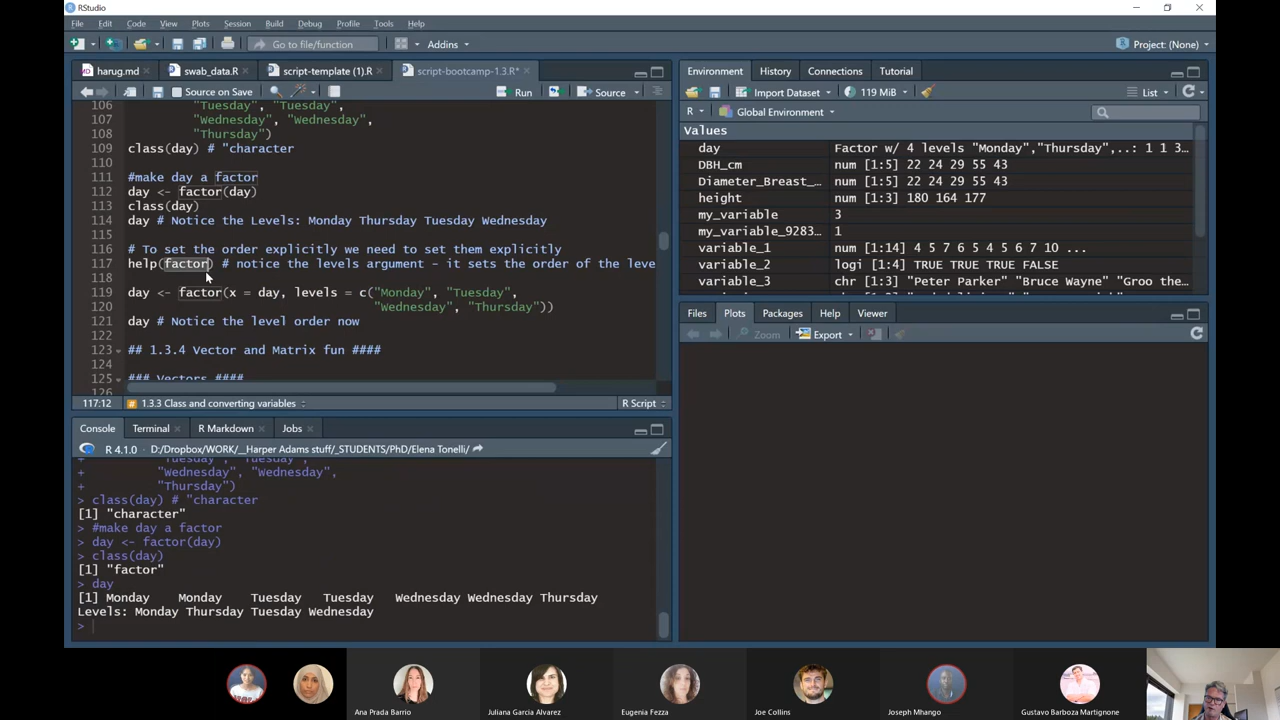 RStudio
File Edit Code View Plots Session Build Debug Profile Tools Help
Go to file/function Addins Project: (None)
harug.md swab_data.R script-template (1).R script-bootcamp-1.3.R*
Source on Save Run Source
106 "Tuesday", "Tuesday",
107 "Wednesday", "Wednesday",
108 "Thursday")
109 class(day) # "character
110
111 #make day a factor
112 day <- factor(day)
113 class(day)
114 day # Notice the Levels: Monday Thursday Tuesday Wednesday
115
116 # To set the order explicitly we need to set them explicitly
117 help(factor) # notice the levels argument - it sets the order of the leve
118
119 day <- factor(x = day, levels = c("Monday", "Tuesday",
120 "Wednesday", "Thursday"))
121 day # Notice the level order now
122
123 ## 1.3.4 Vector and Matrix fun ####
124
125 ### Vectors ####
126
117:12 # 1.3.3 Class and converting variables R Script
Console Terminal R Markdown Jobs
R 4.1.0 · D:/Dropbox/WORK/__Harper Adams stuff/_STUDENTS/PhD/Elena Tonelli/
+ "Tuesday", "Tuesday",
+ "Wednesday", "Wednesday",
+ "Thursday")
> class(day) # "character
[1] "character"
> #make day a factor
> day <- factor(day)
> class(day)
[1] "factor"
> day
[1] Monday Monday Tuesday Tuesday Wednesday Wednesday Thursday
Levels: Monday Thursday Tuesday Wednesday
>
Environment History Connections Tutorial
Import Dataset 119 MiB List
R Global Environment
Values
day Factor w/ 4 levels "Monday","Thursday",..: 1 1 3…
DBH_cm num [1:5] 22 24 29 55 43
Diameter_Breast_… num [1:5] 22 24 29 55 43
height num [1:3] 180 164 177
my_variable 3
my_variable_9283… 1
variable_1 num [1:14] 4 5 7 6 5 4 5 6 7 10 ...
variable_2 logi [1:4] TRUE TRUE TRUE FALSE
variable_3 chr [1:3] "Peter Parker" "Bruce Wayne" "Groo the…
Files Plots Packages Help Viewer
Zoom Export
Ana Prada Barrio Juliana Garcia Alvarez Eugenia Fezza Joe Collins Joseph Mhango Gustavo Barboza Martignone